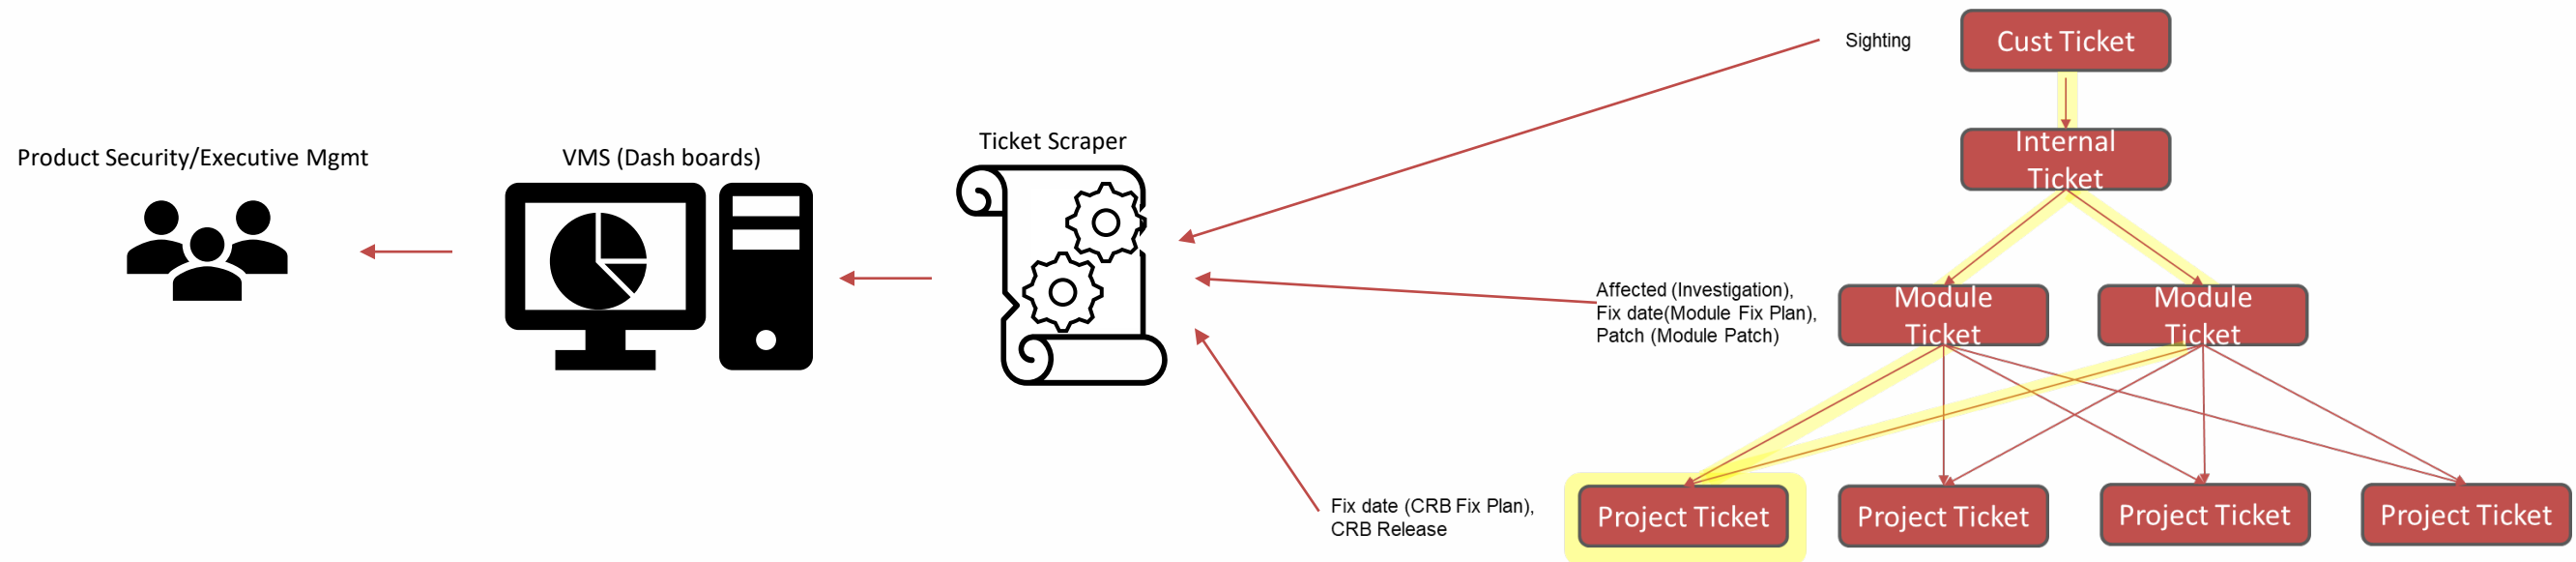 Sighting
Cust Ticket
Internal
Ticket
Ticket Scraper
Product Security/Executive Mgmt
VMS (Dash boards)
Affected (Investigation),
Fix date(Module Fix Plan),
Patch (Module Patch)
Module
Ticket
Module
Ticket
Fix date (CRB Fix Plan),
CRB Release
Project Ticket
Project Ticket
Project Ticket
Project Ticket